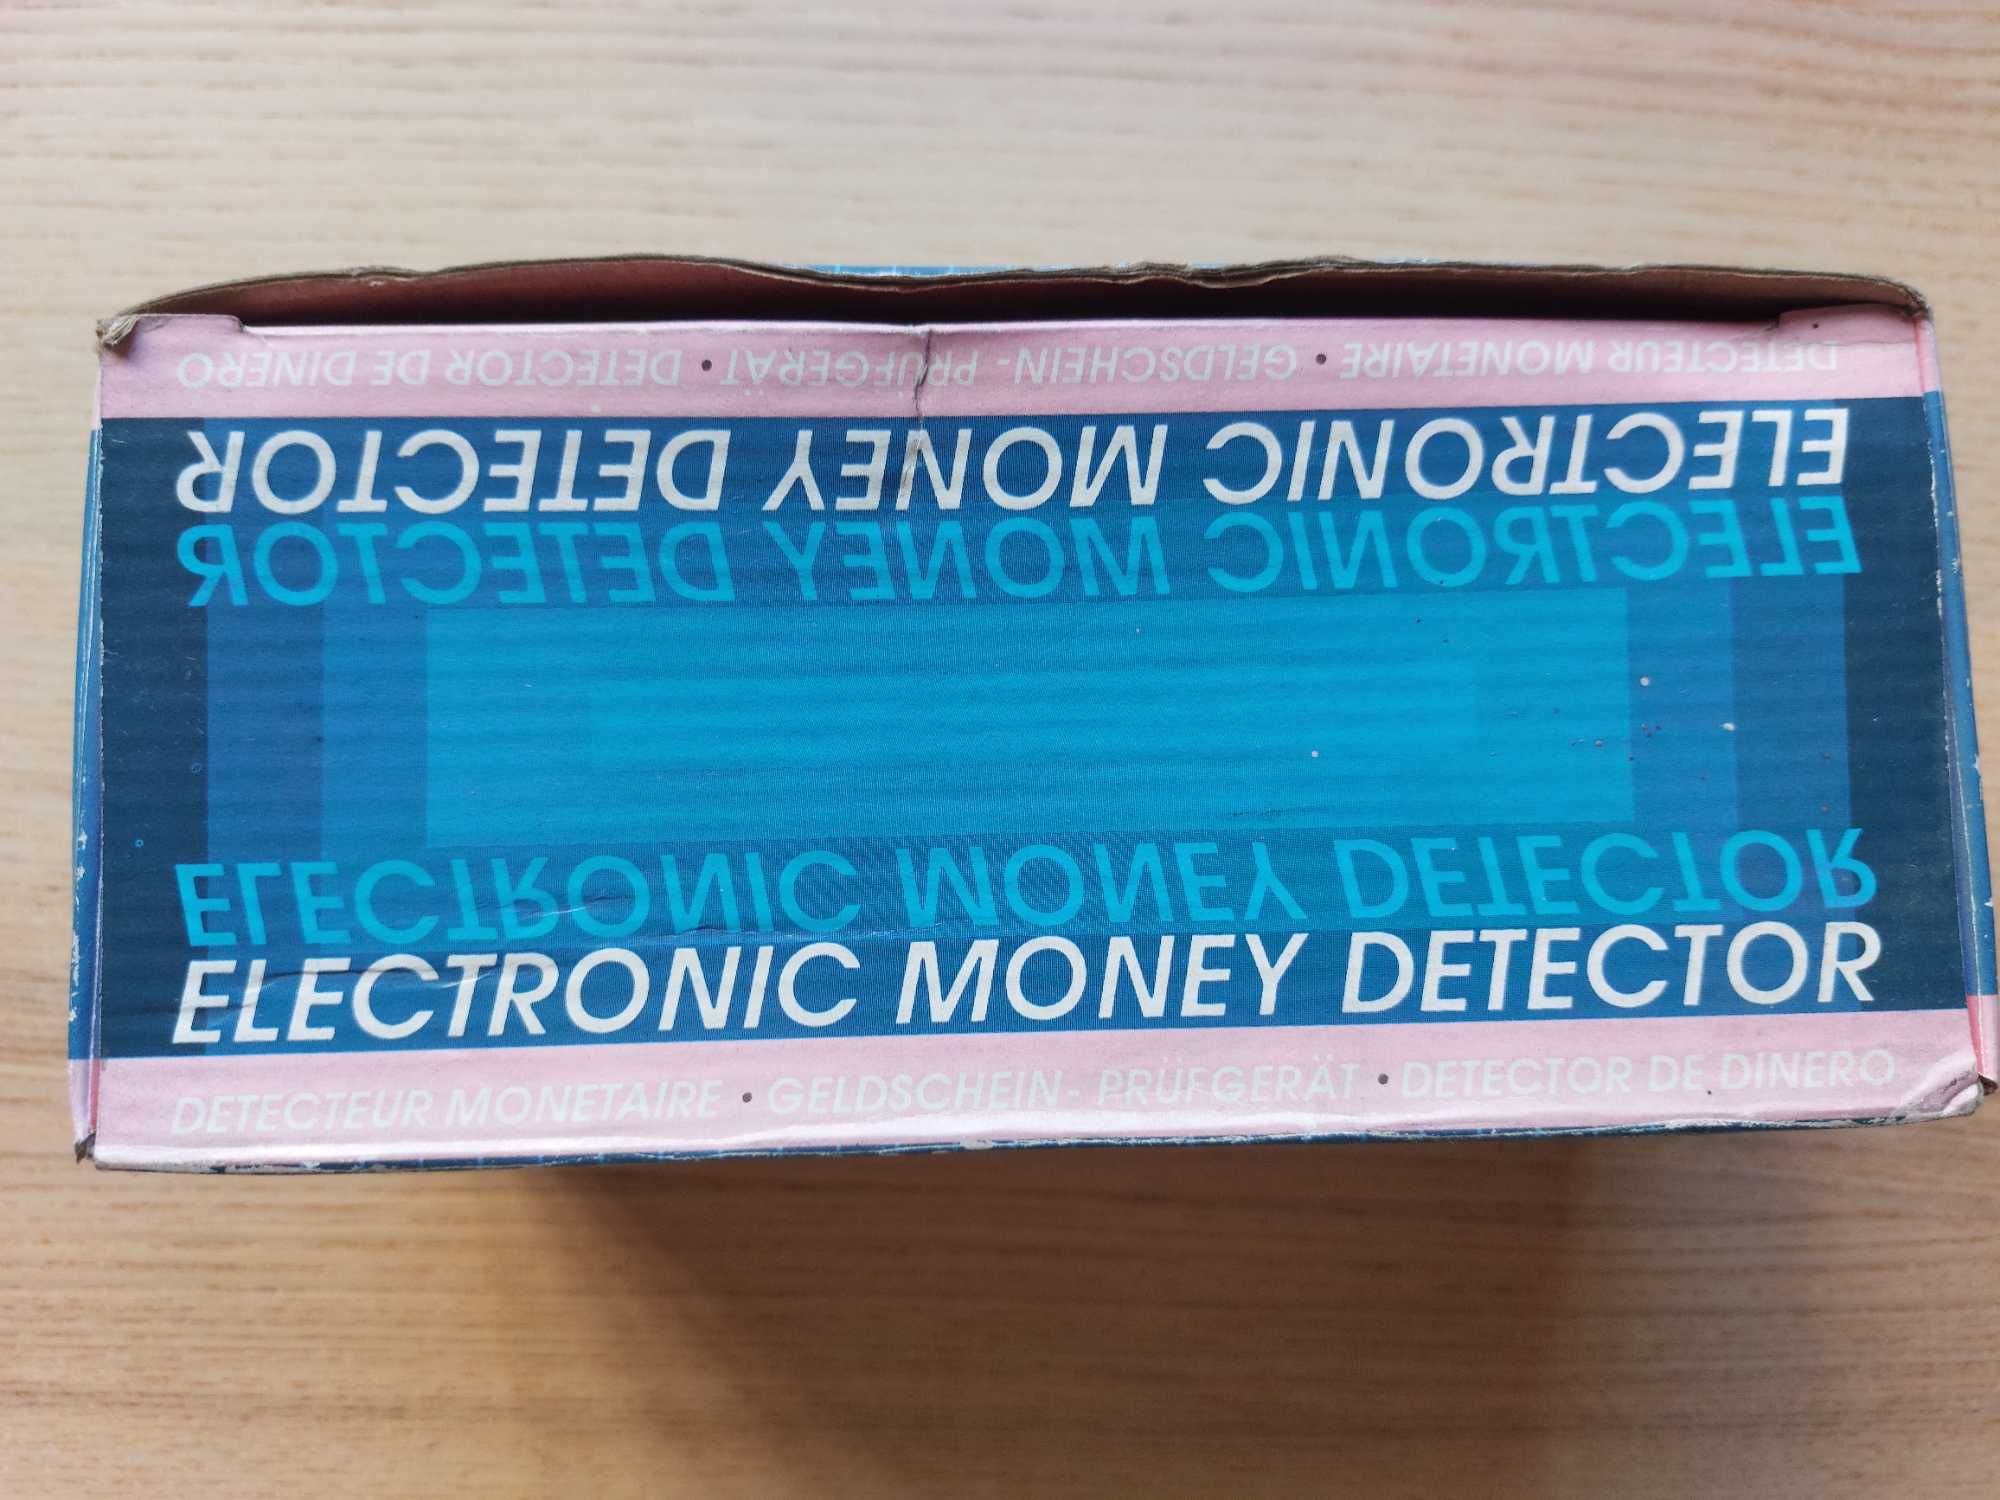 DETECTEUR MONETAIRE • GELDSCHEIN - PRÜFGERÄT • DETECTOR DE DINERO
ELECTRONIC MONEY DETECTOR
ELECTRONIC MONEY DETECTOR
ELECTRONIC MONEY DETECTOR
ELECTRONIC MONEY DETECTOR
DETECTEUR MONETAIRE • GELDSCHEIN - PRÜFGERÄT • DETECTOR DE DINERO